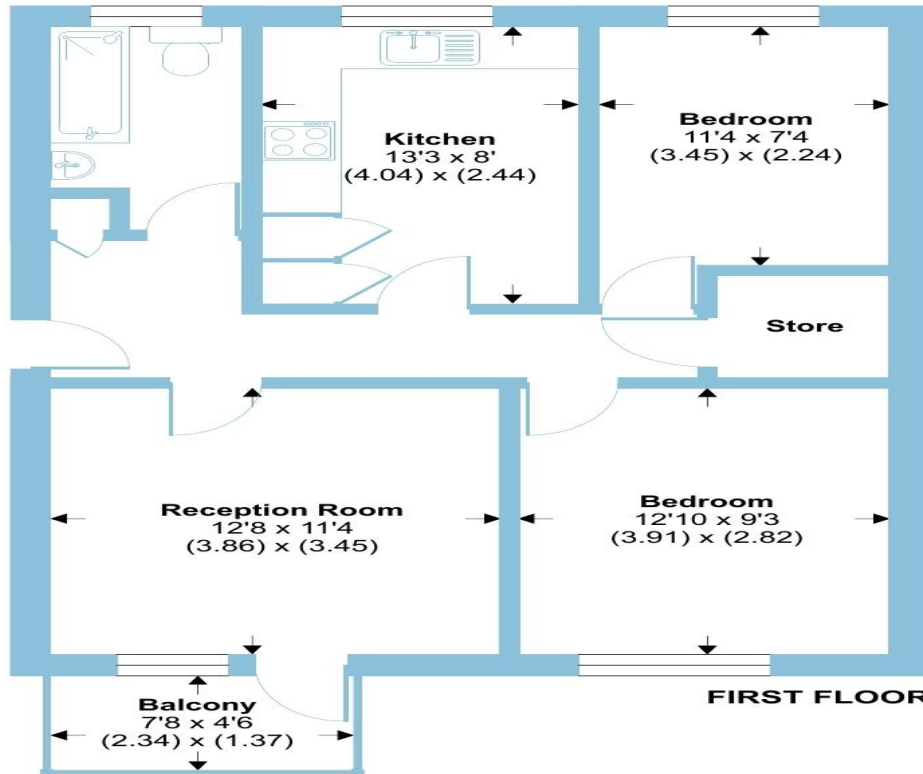 Kitchen
13'3 x 8'
(4.04) x (2.44)
Bedroom
11'4 x 7'4
(3.45) x (2.24)
Store
Reception Room
12'8 x 11'4
(3.86) x (3.45)
Bedroom
12'10 x 9'3
(3.91) x (2.82)
Balcony
7'8 x 4'6
(2.34) x (1.37)
FIRST FLOOR